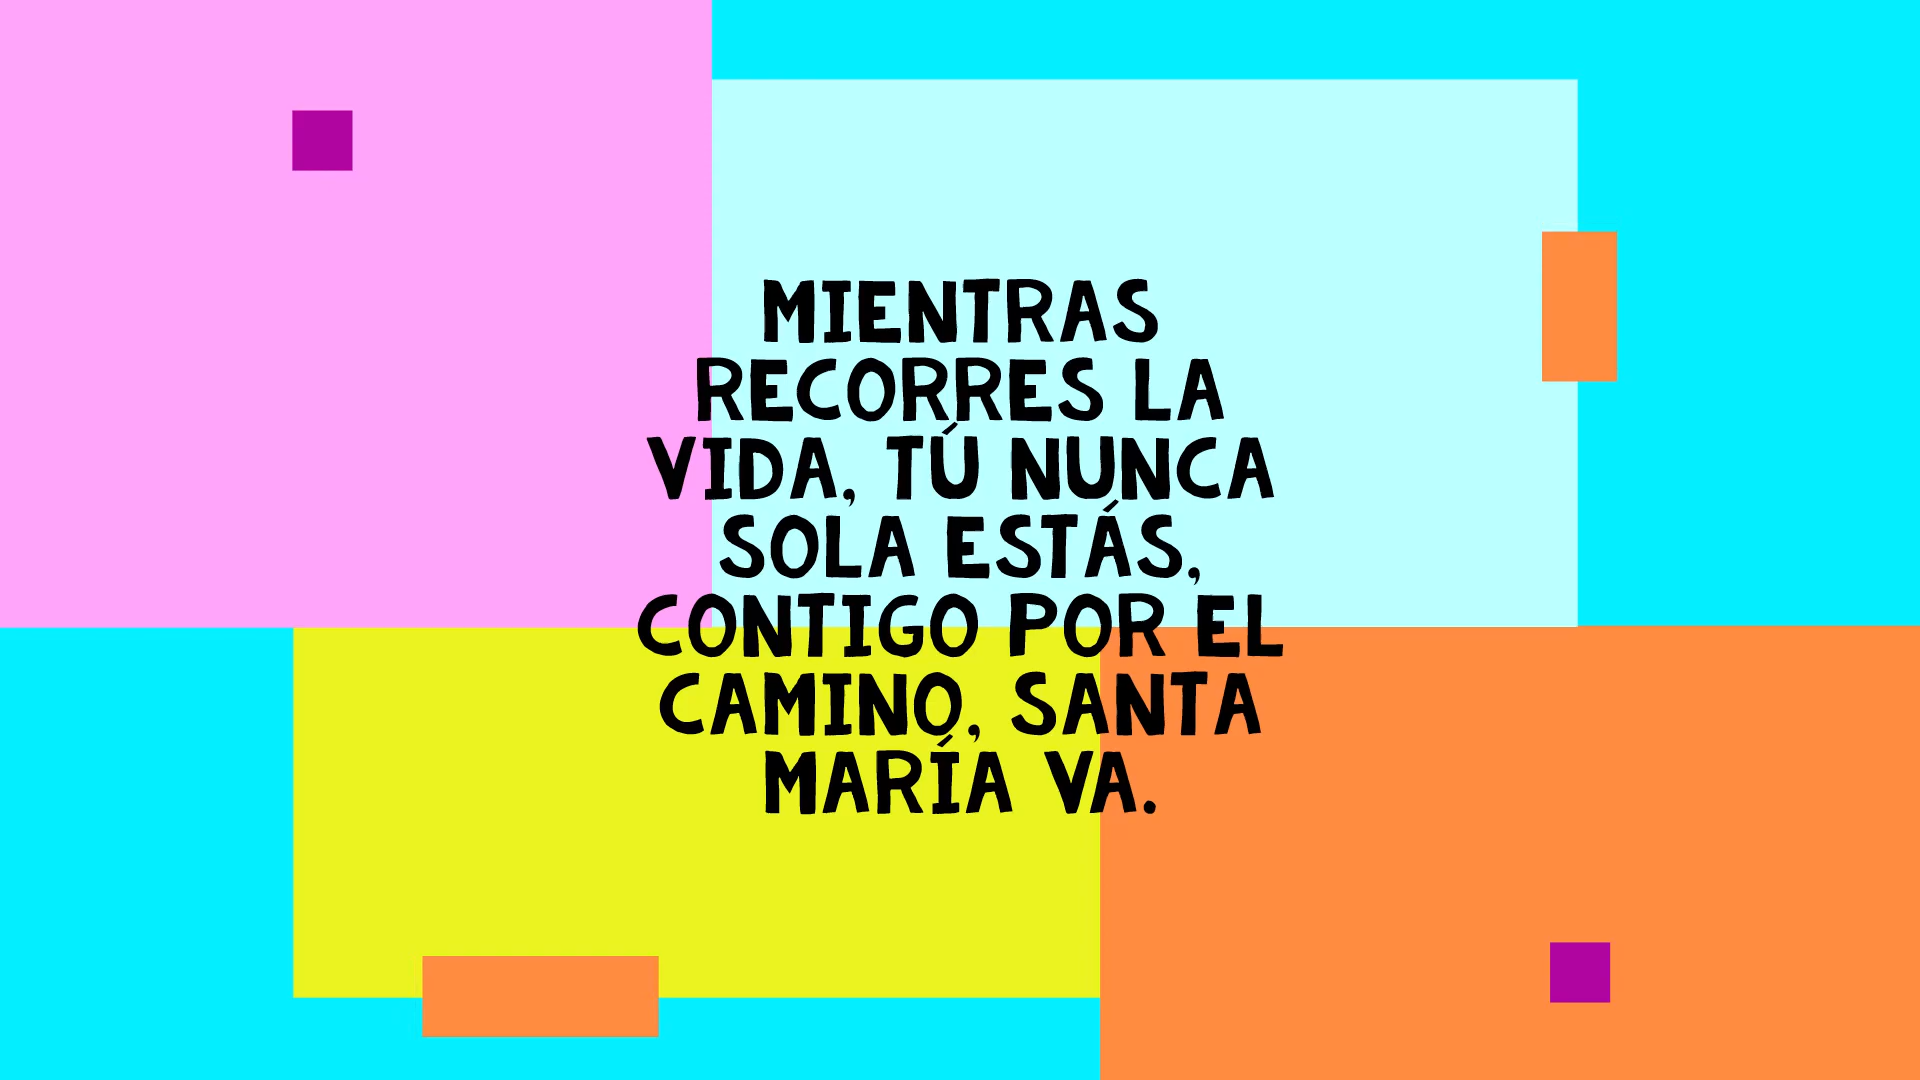 MIENTRAS
RECORRES LA
VIDA, TÚ NUNCA
SOLA ESTÁS,
CONTIGO POR EL
CAMINO, SANTA
MARÍA VA.